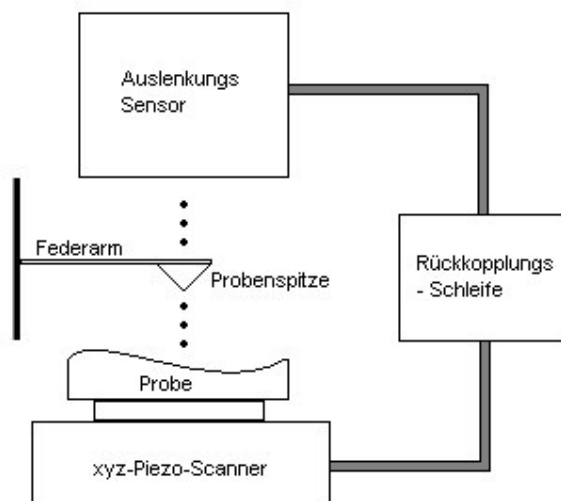 Auslenkungs
Sensor
Federarm
Probenspitze
Rückkopplungs
- Schleife
Probe
xyz-Piezo-Scanner